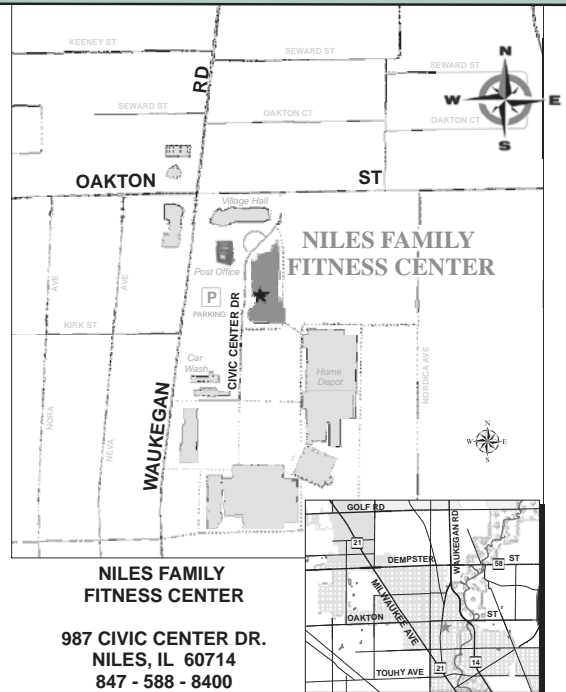 KEENEY ST
SEWARD ST
SEWARD ST
SEWARD ST
OAKTON CT
OAKTON CT
RD
N
W
E
S
OAKTON
ST
Village Hall
NILES FAMILY
FITNESS CENTER
Post Office
P
PARKING
CIVIC CENTER DR
AVE
AVE
KIRK ST
Car
Wash
Home
Depot
NORDICA AVE
WAUKEGAN
NORA
NEVA
N
W
E
S
GOLF RD
21
WAUKEGAN RD
DEMPSTER
58
ST
MILWAUKEE AVE
OAKTON
ST
21
14
TOUHY AVE
NILES FAMILY
FITNESS CENTER
987 CIVIC CENTER DR.
NILES, IL  60714
847 - 588 - 8400